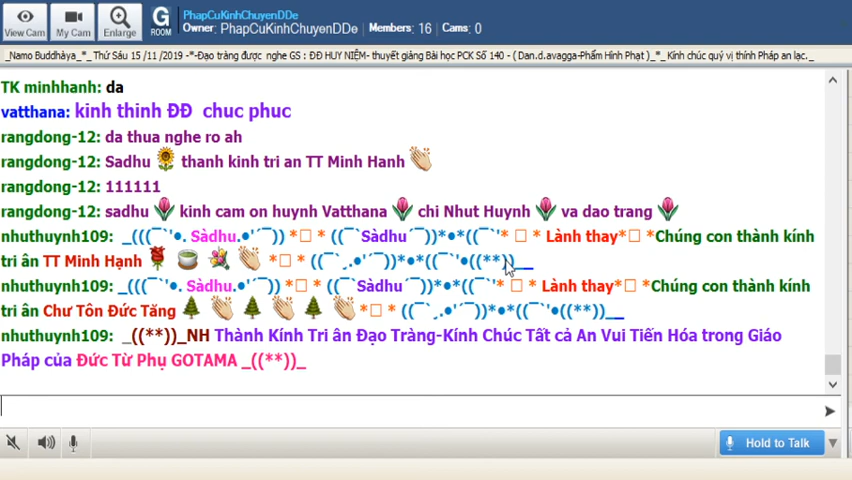 View Cam
My Cam
Enlarge
G
ROOM
PhapCuKinhChuyenDDe
Owner: PhapCuKinhChuyenDDe Members: 16 Cams: 0
_Namo Buddhàya_*_ Thứ Sáu 15 /11 /2019 -*-Đạo tràng được nghe GS : ĐĐ HUY NIỆM- thuyết giảng Bài học PCK Số 140 - ( Dan.d.avagga-Phẩm Hình Phạt )_*_ Kính chúc quý vị thính Pháp an lạc._
TK minhhanh: da
vatthana: kinh thinh ĐĐ chuc phuc
rangdong-12: da thua nghe ro ah
rangdong-12: Sadhu 🌻 thanh kinh tri an TT Minh Hanh 👏
rangdong-12: 111111
rangdong-12: sadhu 🌷 kinh cam on huynh Vatthana 🌷 chi Nhut Huynh 🌷 va dao trang 🌷
nhuthuynh109: _(((¯`'•. Sàdhu.•'´¯)) *□ * ((¯`Sàdhu´¯))*•*((¯`'* □ * Lành thay*□ *Chúng con thành kính
tri ân TT Minh Hạnh 🌹 🍵 💐 👏 *□ * ((¯`¸.•'´¯))*•*((¯`'•((**))__
nhuthuynh109: _(((¯`'•. Sàdhu.•'´¯)) *□ * ((¯`Sàdhu´¯))*•*((¯`'* □ * Lành thay*□ *Chúng con thành kính
tri ân Chư Tôn Đức Tăng 🌲 👏 🌲 👏 🌲 👏 *□ * ((¯`¸.•'´¯))*•*((¯`'•((**))__
nhuthuynh109: _((**))_NH Thành Kính Tri ân Đạo Tràng-Kính Chúc Tất cả An Vui Tiến Hóa trong Giáo
Pháp của Đức Từ Phụ GOTAMA _((**))_
Hold to Talk